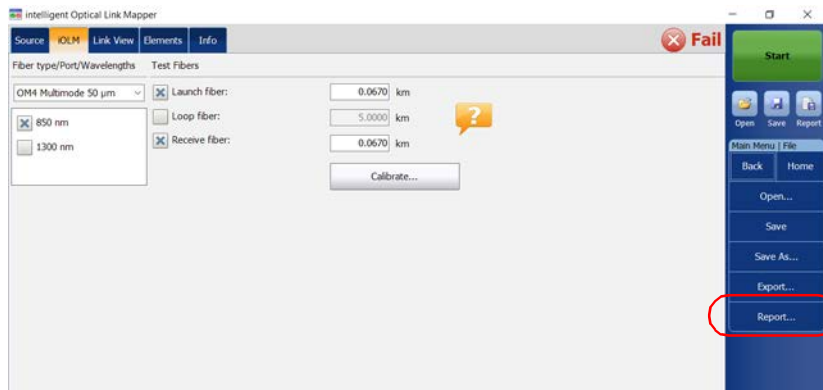 intelligent Optical Link Mapper
Source iOLM Link View Elements Info
Fail
Start
Fiber type/Port/Wavelengths Test Fibers
OM4 Multimode 50 µm
Launch fiber: 0.0670 km
850 nm
Loop fiber: 5.0000 km
1300 nm
Receive fiber: 0.0670 km
?
Calibrate...
Open Save Report
Main Menu | File
Back Home
Open...
Save
Save As...
Export...
Report...